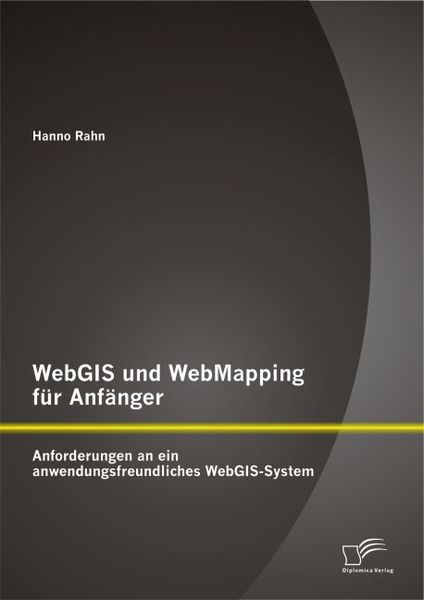 Hanno Rahn
WebGIS und WebMapping
für Anfänger
Anforderungen an ein
anwendungsfreundliches WebGIS-System
Diplomica Verlag